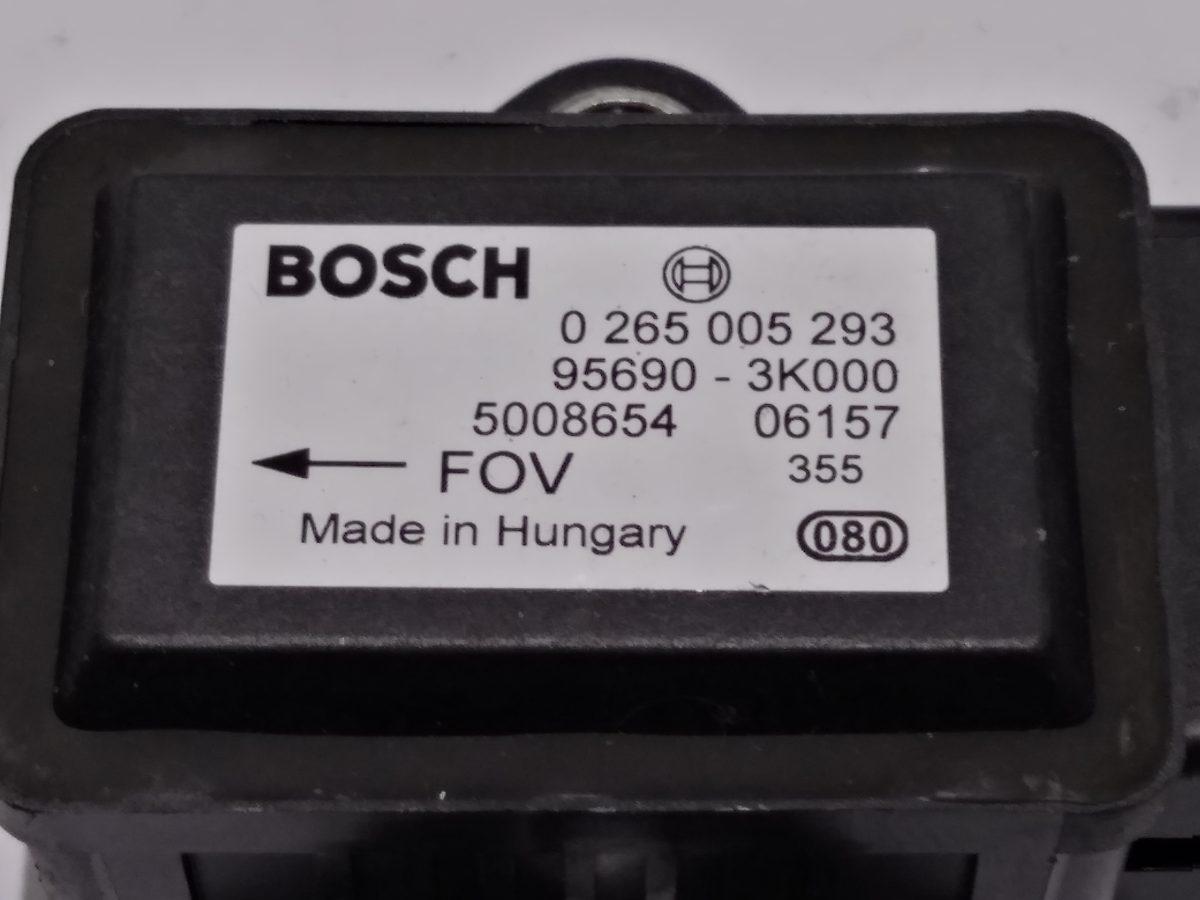 BOSCH
0 265 005 293
95690 - 3K000
5008654 06157
FOV 355
Made in Hungary 080